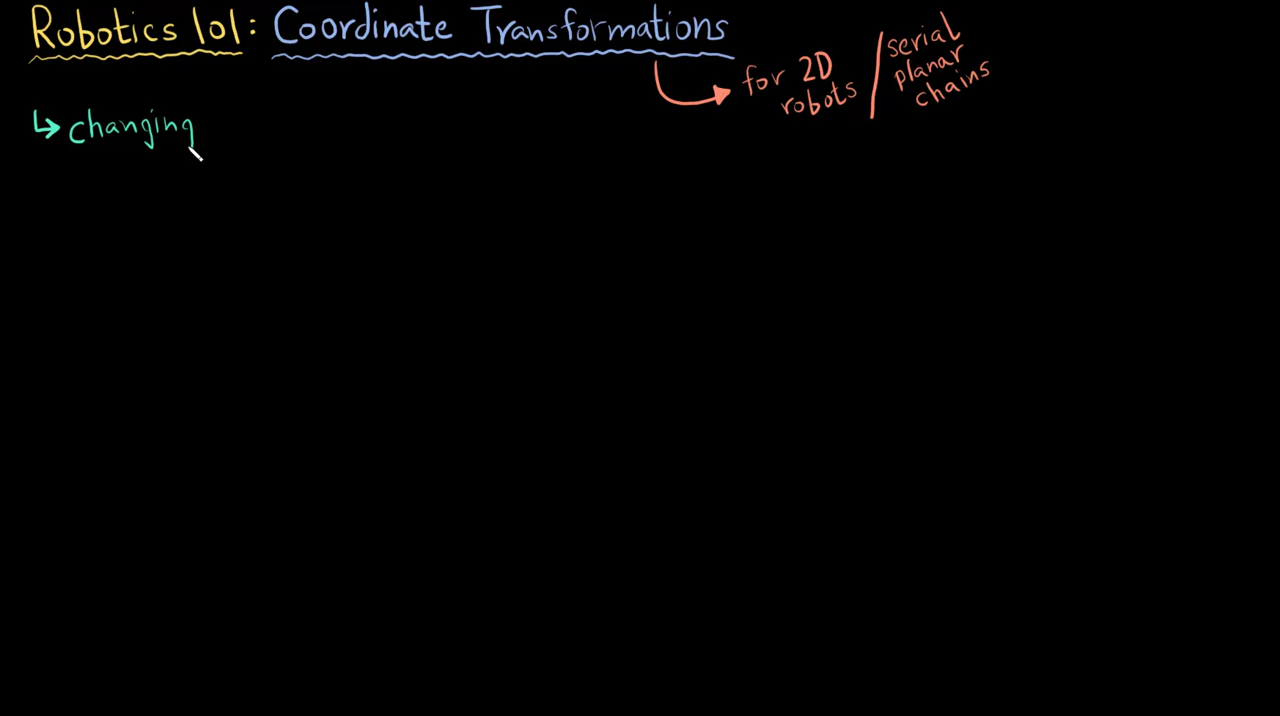 Robotics 101: Coordinate Transformations
for 2D robots / serial planar chains
↳ changing